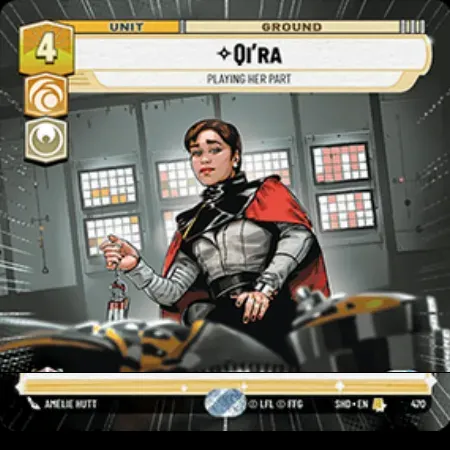 UNIT GROUND
4
QI'RA
PLAYING HER PART
AMELIE HUTT © LFL © FFG SHD • EN 470